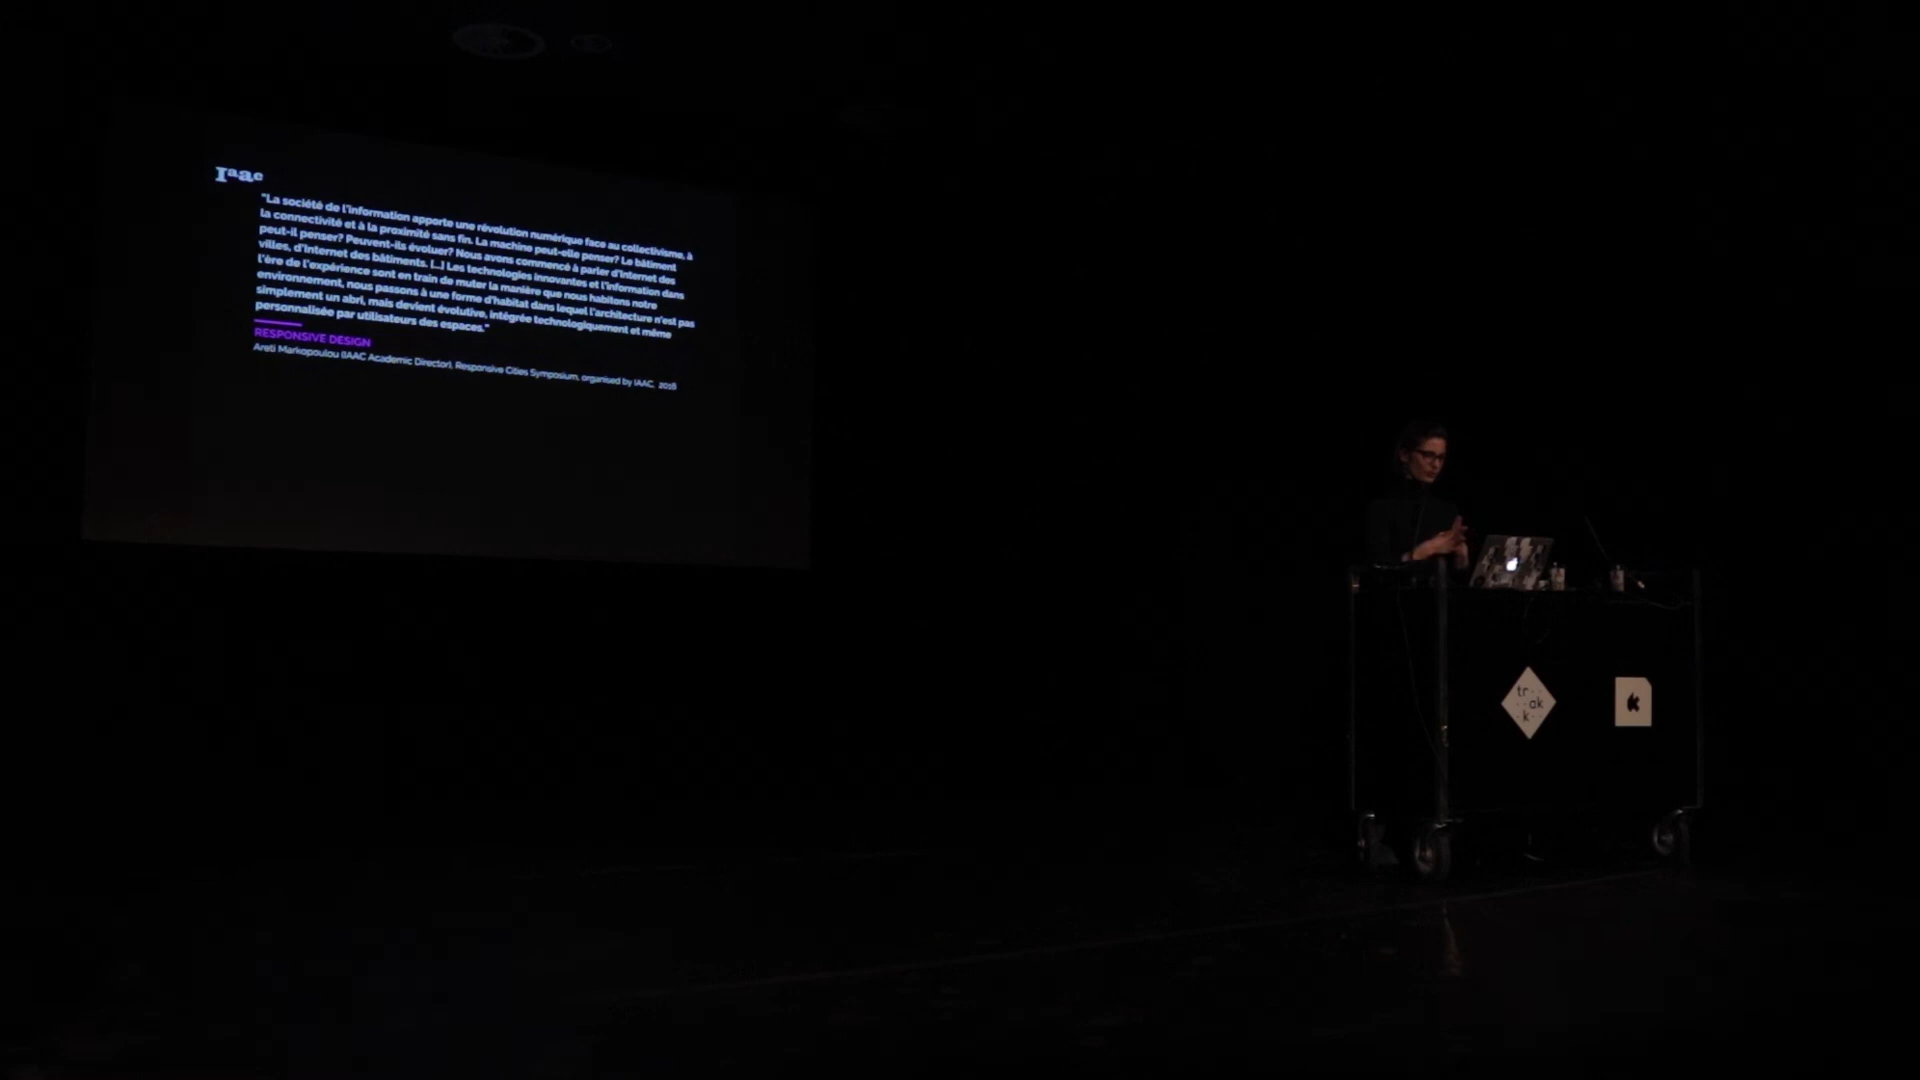 Iaac
"La société de l'information apporte une révolution numérique face au collectivisme, à
la connectivité et à la proximité sans fin. La machine peut-elle penser? Le bâtiment
peut-il penser? Peuvent-ils évoluer? Nous avons commencé à parler d'Internet des
villes, d'Internet des bâtiments. [...] Les technologies innovantes et l'information dans
l'ère de l'expérience sont en train de muter la manière que nous habitons notre
environnement, nous passons à une forme d'habitat dans lequel l'architecture n'est pas
simplement un abri, mais devient évolutive, intégrée technologiquement et même
personnalisée par utilisateurs des espaces."
RESPONSIVE DESIGN
Areti Markopoulou (IAAC Academic Director), Responsive Cities Symposium, organised by IAAC, 2016
tr
ak
k